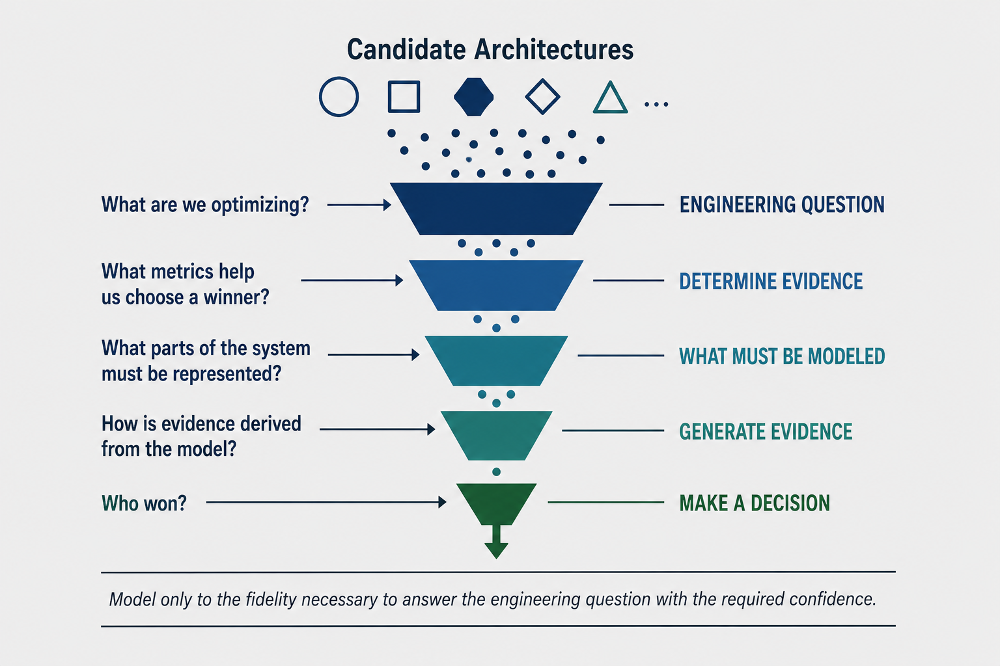 Candidate Architectures
...
What are we optimizing?
ENGINEERING QUESTION
What metrics help
us choose a winner?
DETERMINE EVIDENCE
What parts of the system
must be represented?
WHAT MUST BE MODELED
How is evidence derived
from the model?
GENERATE EVIDENCE
Who won?
MAKE A DECISION
Model only to the fidelity necessary to answer the engineering question with the required confidence.